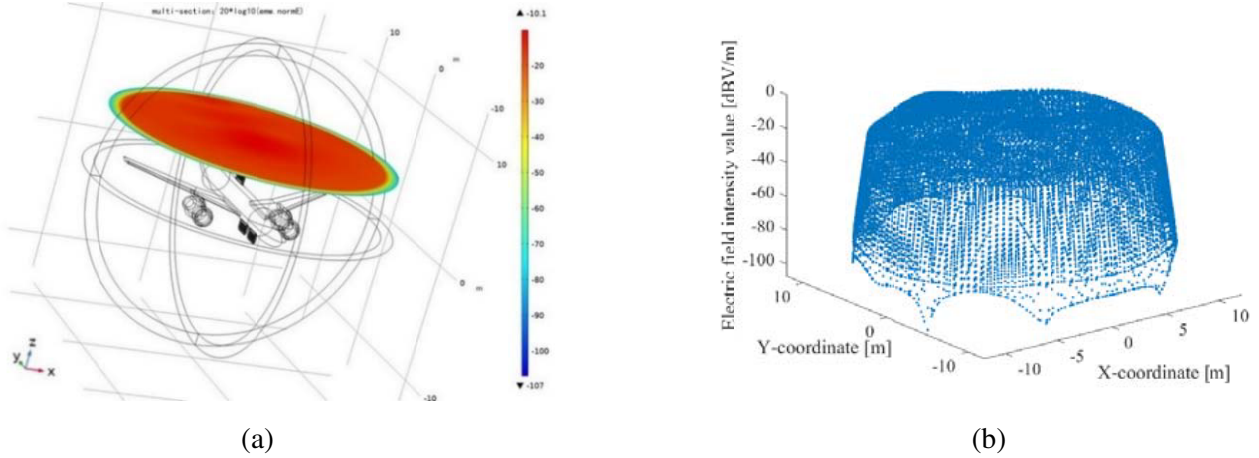 multi-section: 20*log10(emw.normE)
▲ -10.1
10
m
0
-10
10
0 m
-10
-20
-30
-40
-50
-60
-70
-80
-90
-100
▼ -107
-10
z
y
x
(a)
Electric field intensity value [dBV/m]
0
-20
-40
-60
-80
-100
10
0
-10
Y-coordinate [m]
-10
-5
0
5
10
X-coordinate [m]
(b)